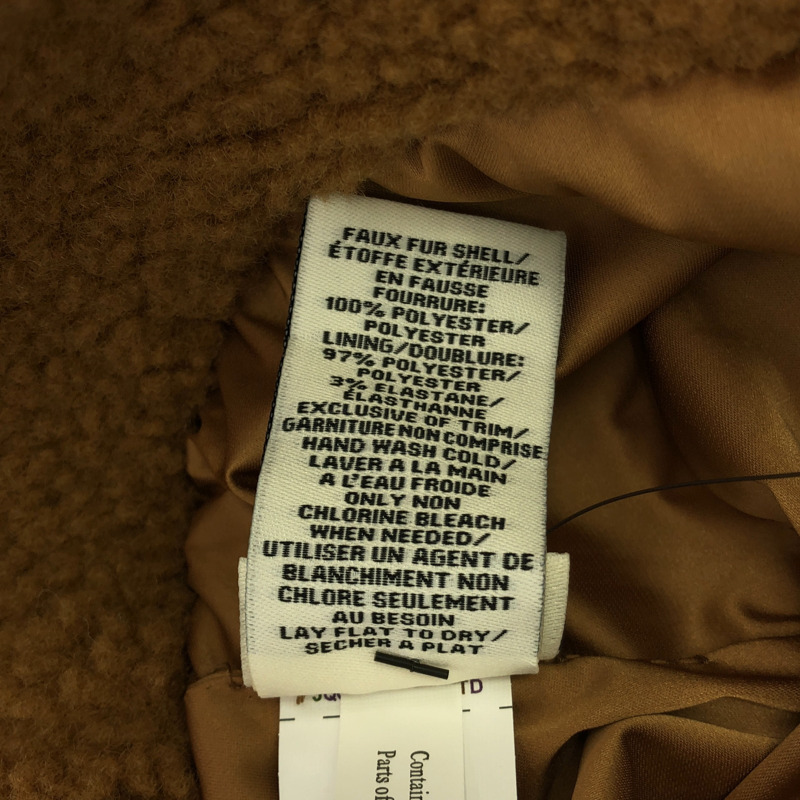 FAUX FUR SHELL/
ÉTOFFE EXTÉRIEURE
EN FAUSSE
FOURRURE:
100% POLYESTER/
POLYESTER
LINING/DOUBLURE:
97% POLYESTER/
POLYESTER
3% ELASTANE/
ÉLASTHANNE
EXCLUSIVE OF TRIM/
GARNITURE NON COMPRISE
HAND WASH COLD/
LAVER A LA MAIN
A L'EAU FROIDE
ONLY NON
CHLORINE BLEACH
WHEN NEEDED/
UTILISER UN AGENT DE
BLANCHIMENT NON
CHLORE SEULEMENT
AU BESOIN
LAY FLAT TO DRY/
SECHER A PLAT
Parts of